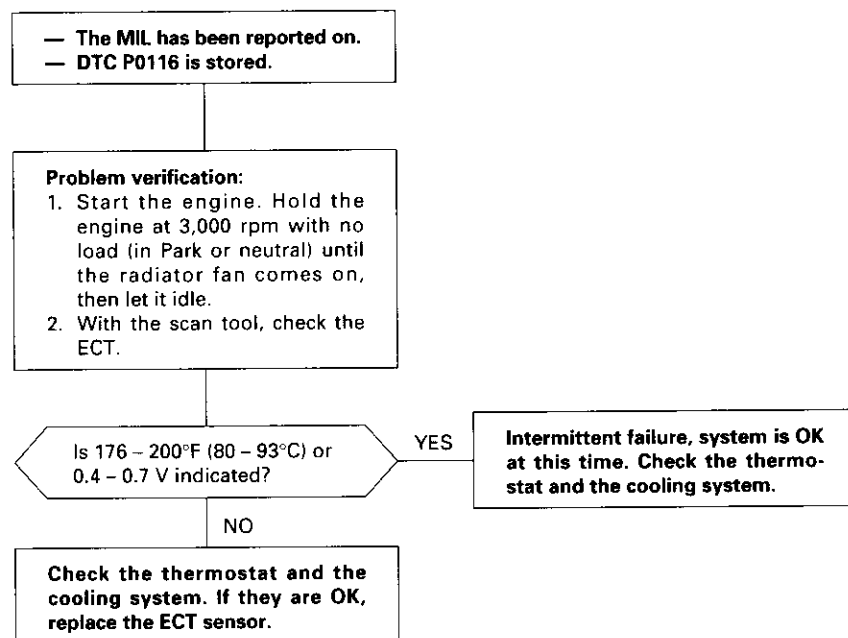 — The MIL has been reported on.
— DTC P0116 is stored.
Problem verification:
1. Start the engine. Hold the
engine at 3,000 rpm with no
load (in Park or neutral) until
the radiator fan comes on,
then let it idle.
2. With the scan tool, check the
ECT.
Is 176 – 200°F (80 – 93°C) or
0.4 – 0.7 V indicated?
YES
Intermittent failure, system is OK
at this time. Check the thermo-
stat and the cooling system.
NO
Check the thermostat and the
cooling system. If they are OK,
replace the ECT sensor.